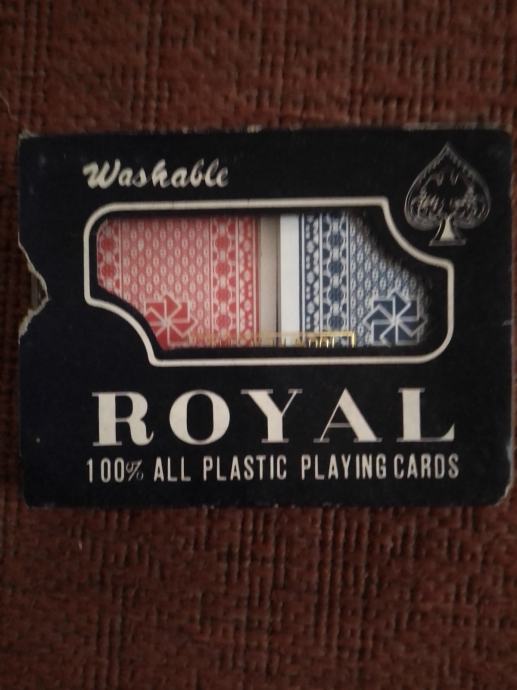 Washable
ROYAL
100% ALL PLASTIC PLAYING CARDS